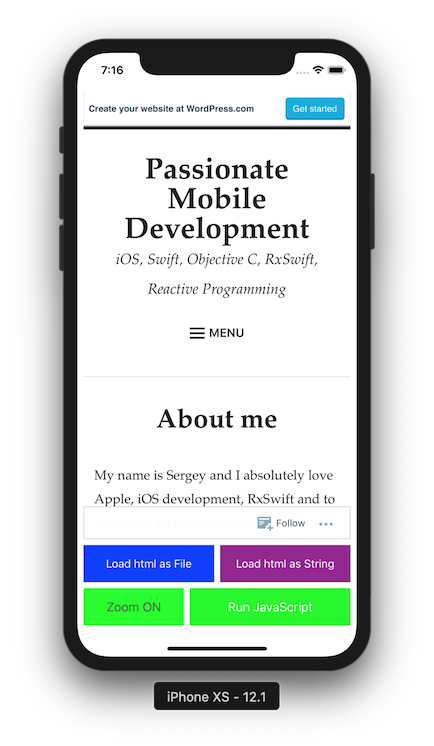 7:16
Create your website at WordPress.com
Get started
Passionate
Mobile
Development
iOS, Swift, Objective C, RxSwift,
Reactive Programming
MENU
About me
My name is Sergey and I absolutely love
Apple, iOS development, RxSwift and to
Follow
Load html as File
Load html as String
Zoom ON
Run JavaScript
iPhone XS - 12.1